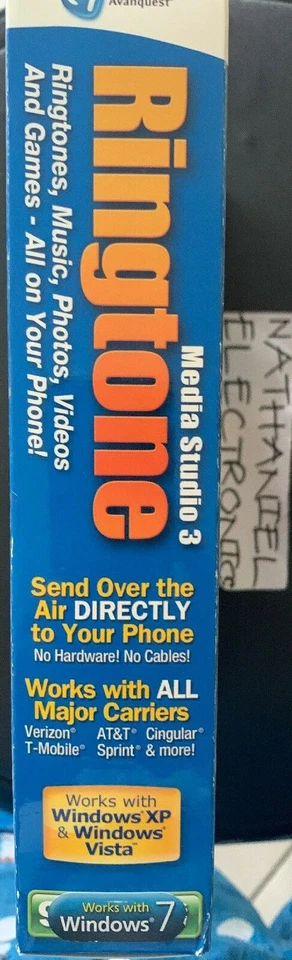 Avanquest
Media Studio 3
Ringtone
Ringtones, Music, Photos, Videos
And Games - All on Your Phone!
Send Over the
Air DIRECTLY
to Your Phone
No Hardware! No Cables!
Works with ALL
Major Carriers
Verizon® AT&T® Cingular®
T-Mobile® Sprint® & more!
Works with
Windows® XP
& Windows®
Vista™
Works with
Windows® 7
NATHANIEL
ELECTRONICS